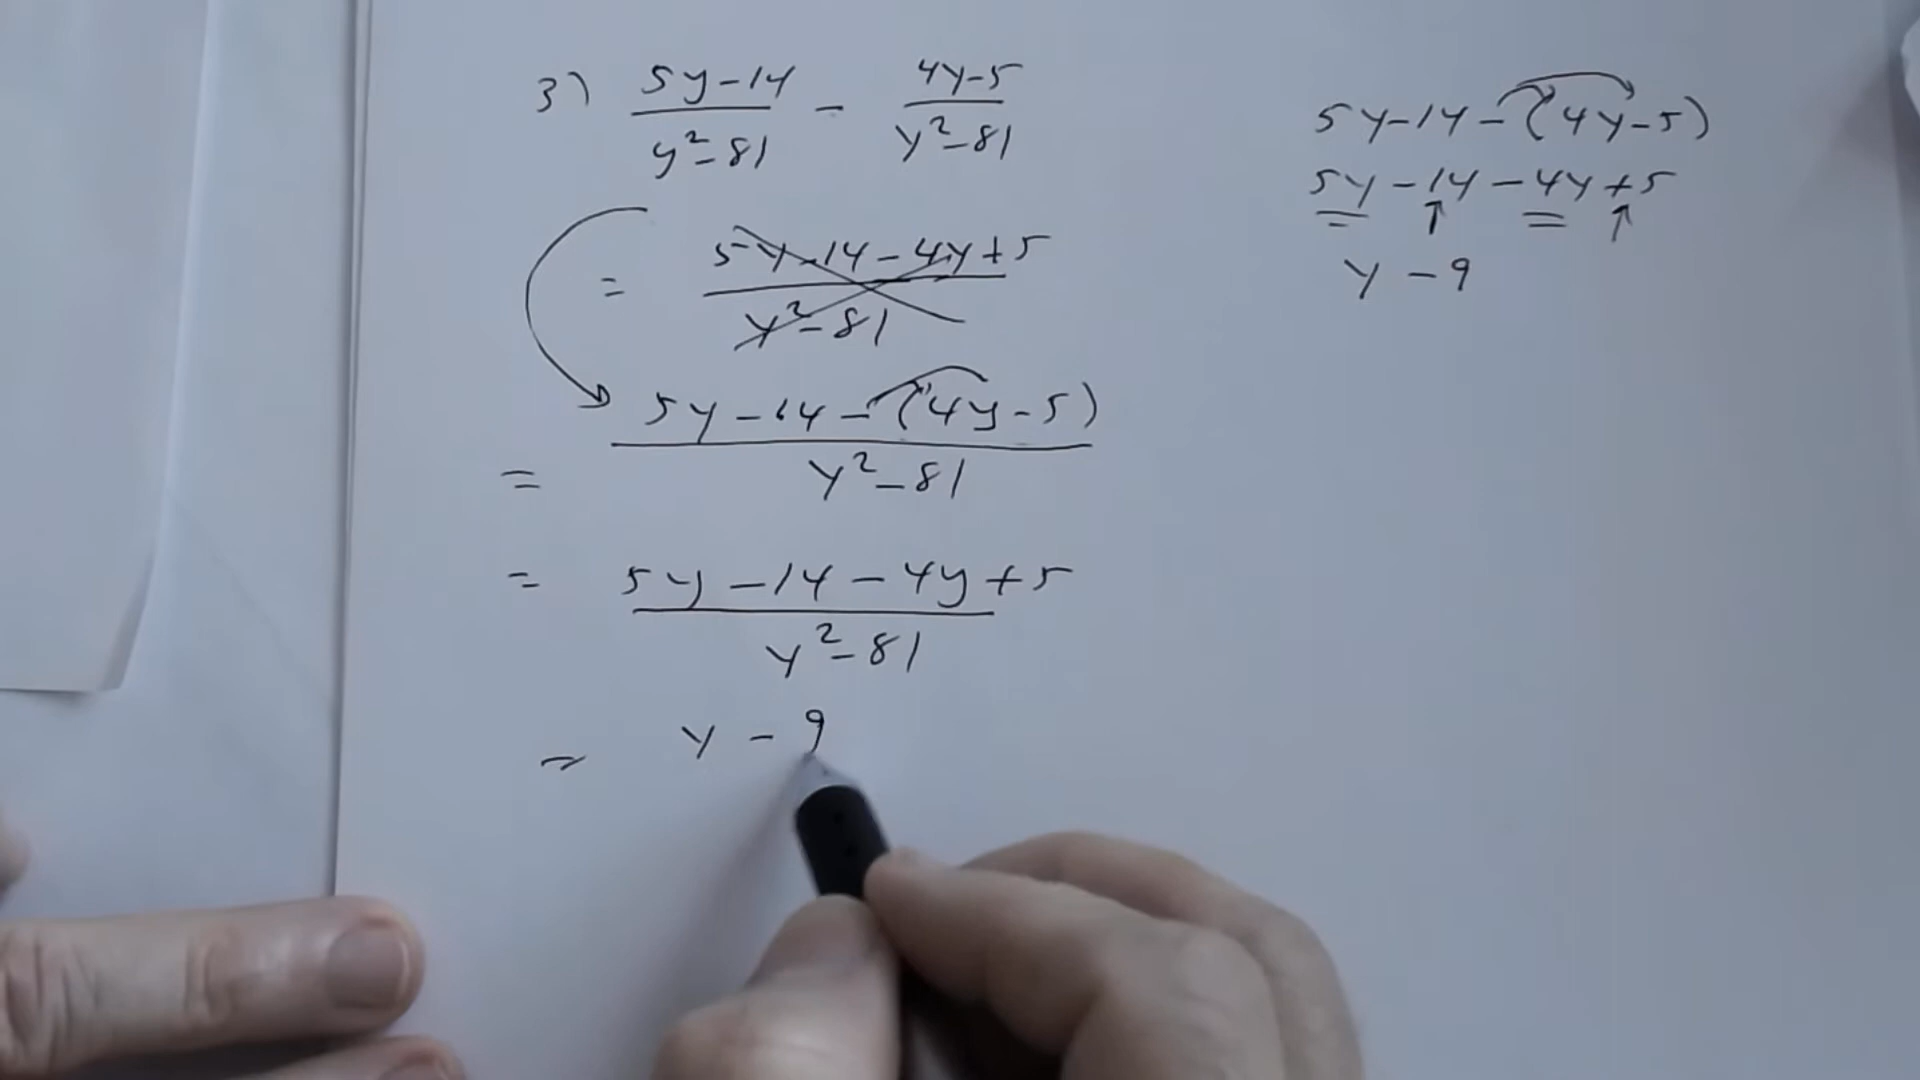 3) 5y-14 / y²-81 - 4y-5 / y²-81
= 5y-14-4y+5 / y²-81
= 5y-14-(4y-5) / y²-81
= 5y-14-4y+5 / y²-81
= y-9
5y-14-(4y-5)
5y-14-4y+5
y-9